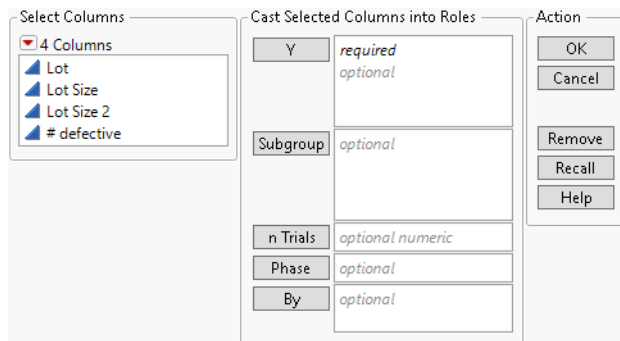 Select Columns
4 Columns
Lot
Lot Size
Lot Size 2
# defective
Cast Selected Columns into Roles
Y
required
optional
Subgroup
optional
n Trials
optional numeric
Phase
optional
By
optional
Action
OK
Cancel
Remove
Recall
Help